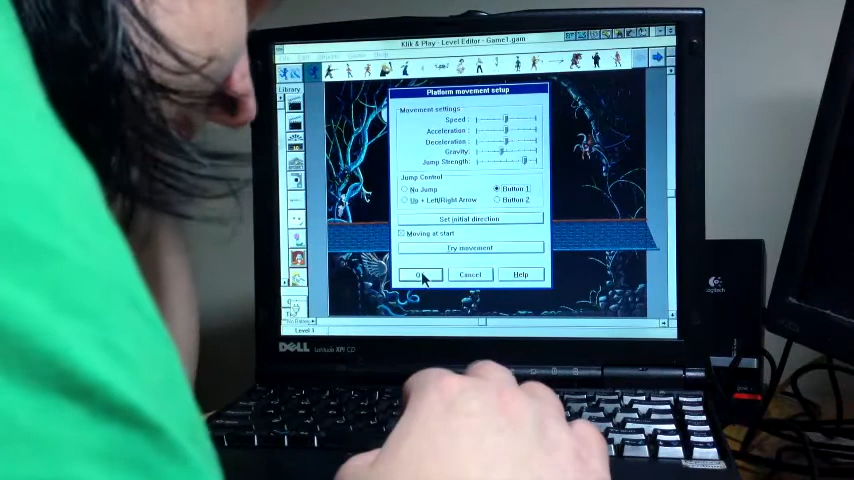 Klik & Play - Level Editor - Game1.gam
Library
Platform movement setup
Movement settings
Speed :
Acceleration :
Deceleration :
Gravity :
Jump Strength :
Jump Control
No Jump
Button 1
Up + Left/Right Arrow
Button 2
Set initial direction
Moving at start
Try movement
Cancel
Help
DELL Latitude XPi CD
Logitech